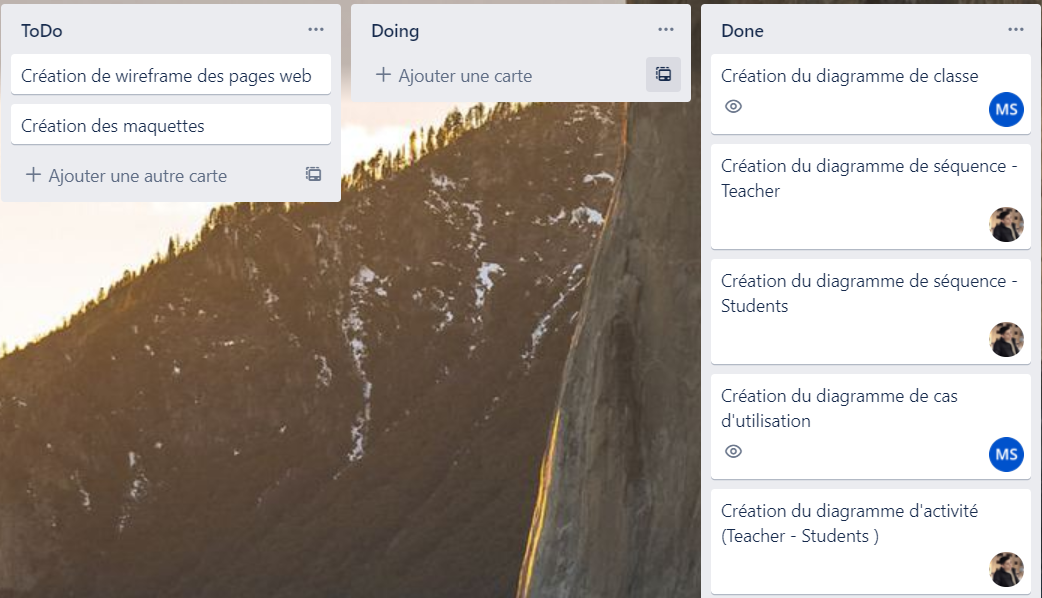 ToDo
Création de wireframe des pages web
Création des maquettes
Ajouter une autre carte
Doing
Ajouter une carte
Done
Création du diagramme de classe
MS
Création du diagramme de séquence -
Teacher
Création du diagramme de séquence -
Students
Création du diagramme de cas
d'utilisation
MS
Création du diagramme d'activité
(Teacher - Students )